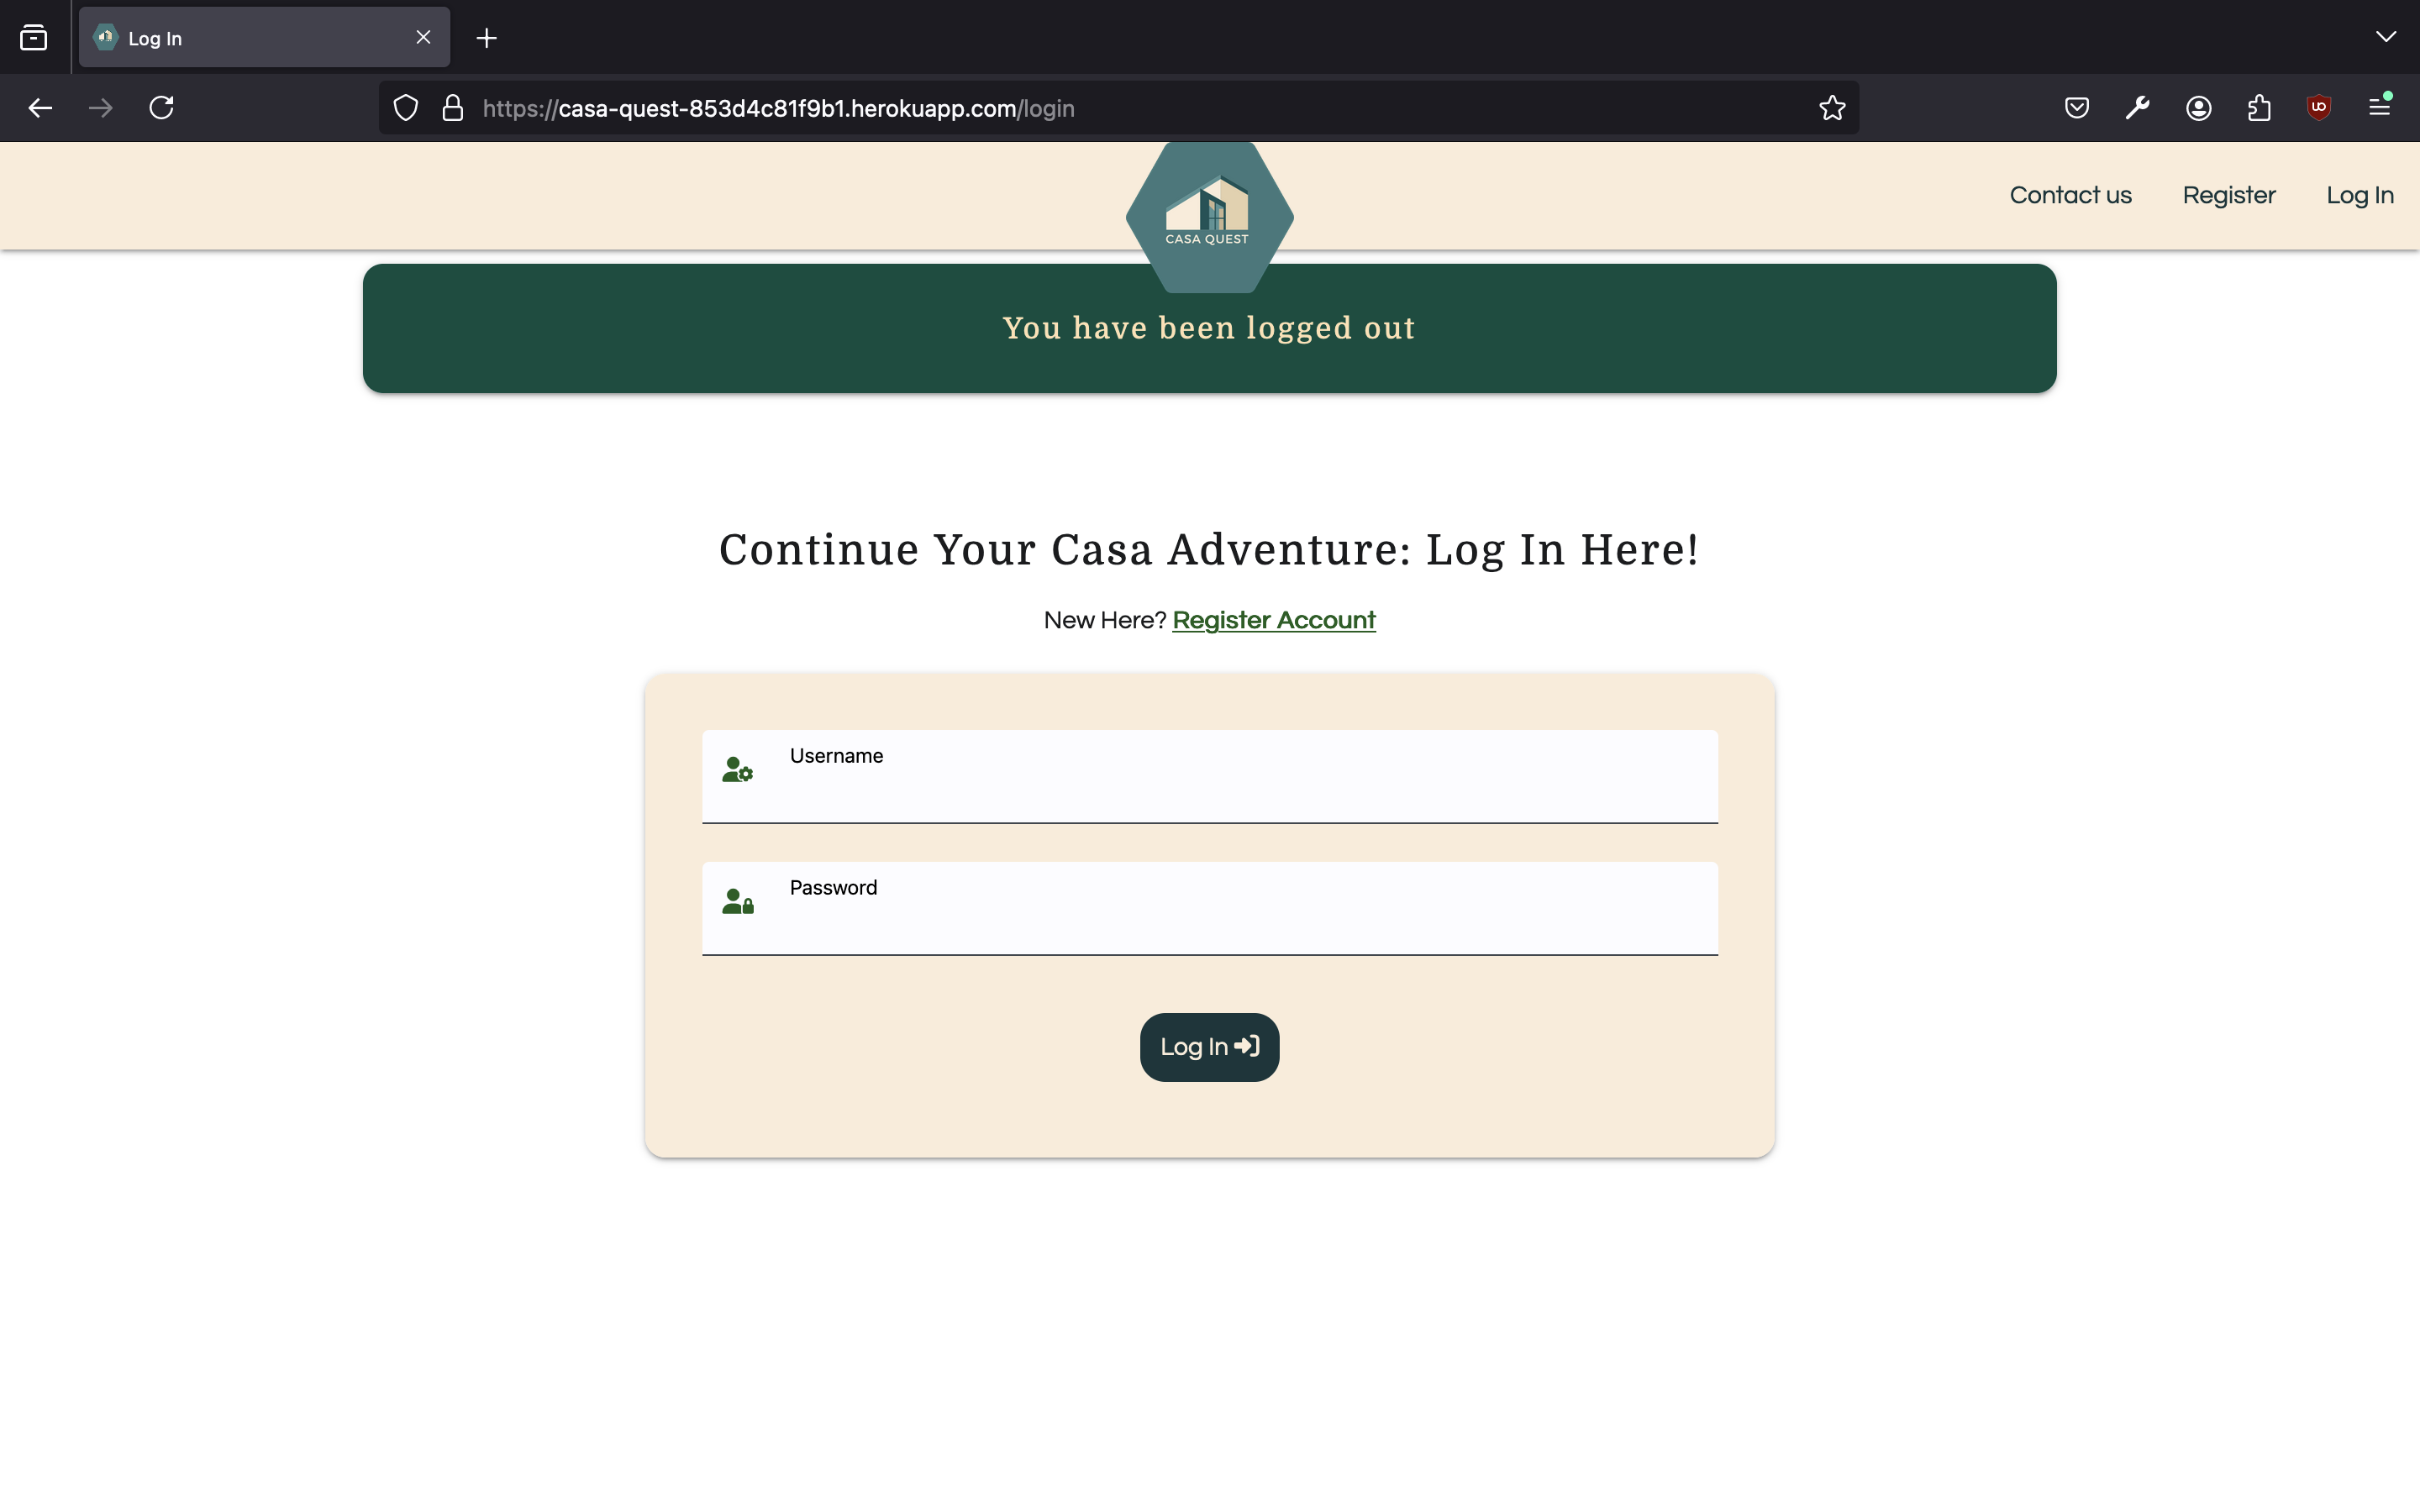 Log In
https://casa-quest-853d4c81f9b1.herokuapp.com/login
CASA QUEST
Contact us
Register
Log In
You have been logged out
Continue Your Casa Adventure: Log In Here!
New Here? Register Account
Username
Password
Log In